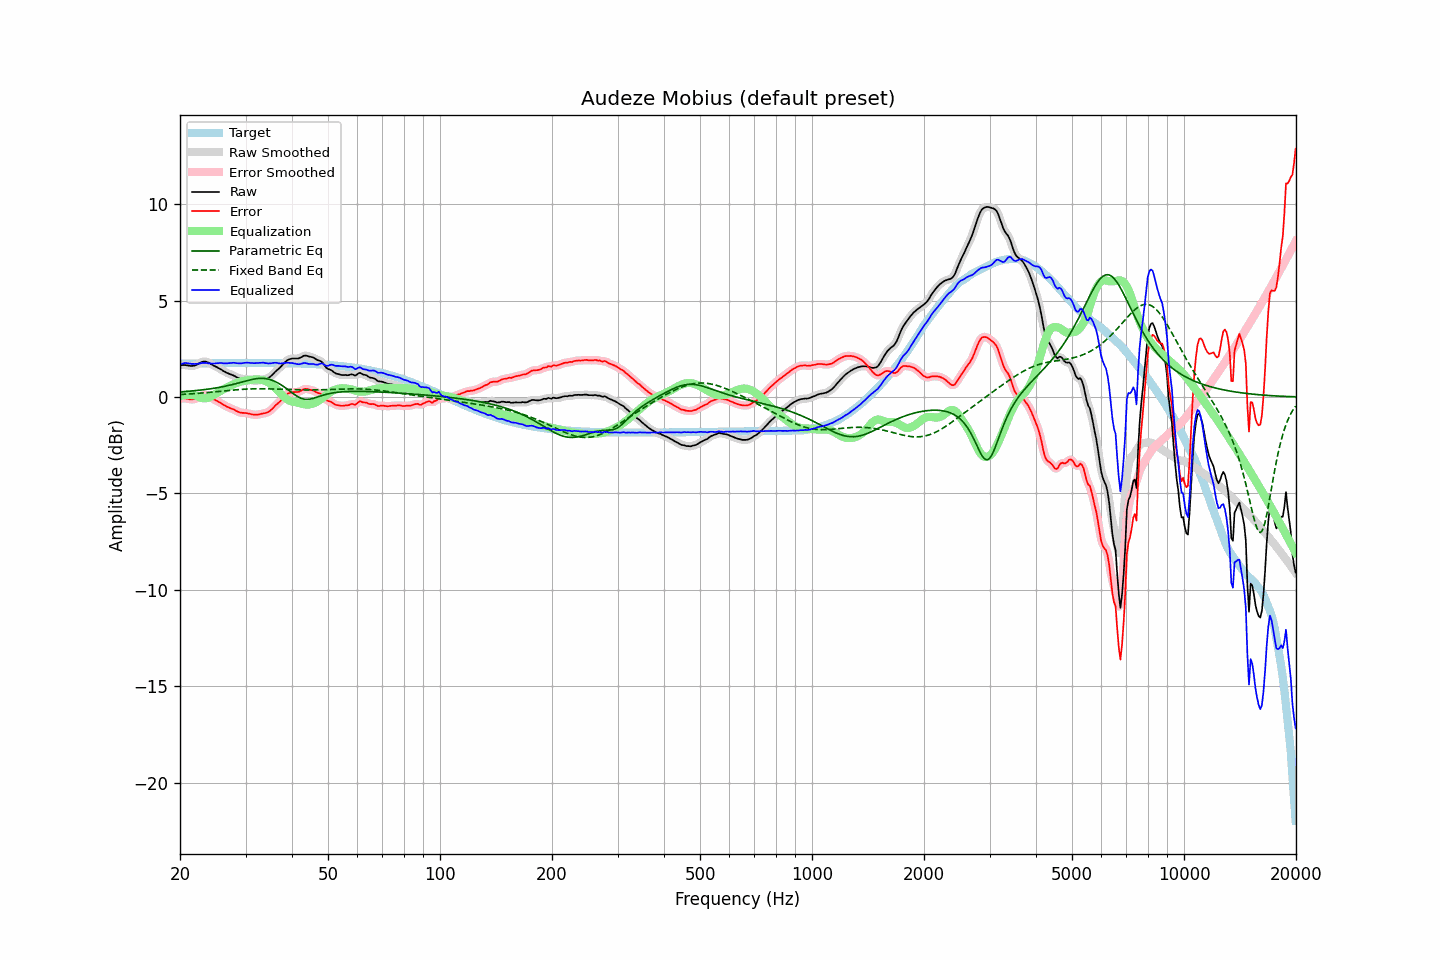 Audeze Mobius (default preset)
Target
Raw Smoothed
Error Smoothed
Raw
Error
Equalization
Parametric Eq
Fixed Band Eq
Equalized
10
5
0
−5
−10
−15
−20
Amplitude (dBr)
20
50
100
200
500
1000
2000
5000
10000
20000
Frequency (Hz)